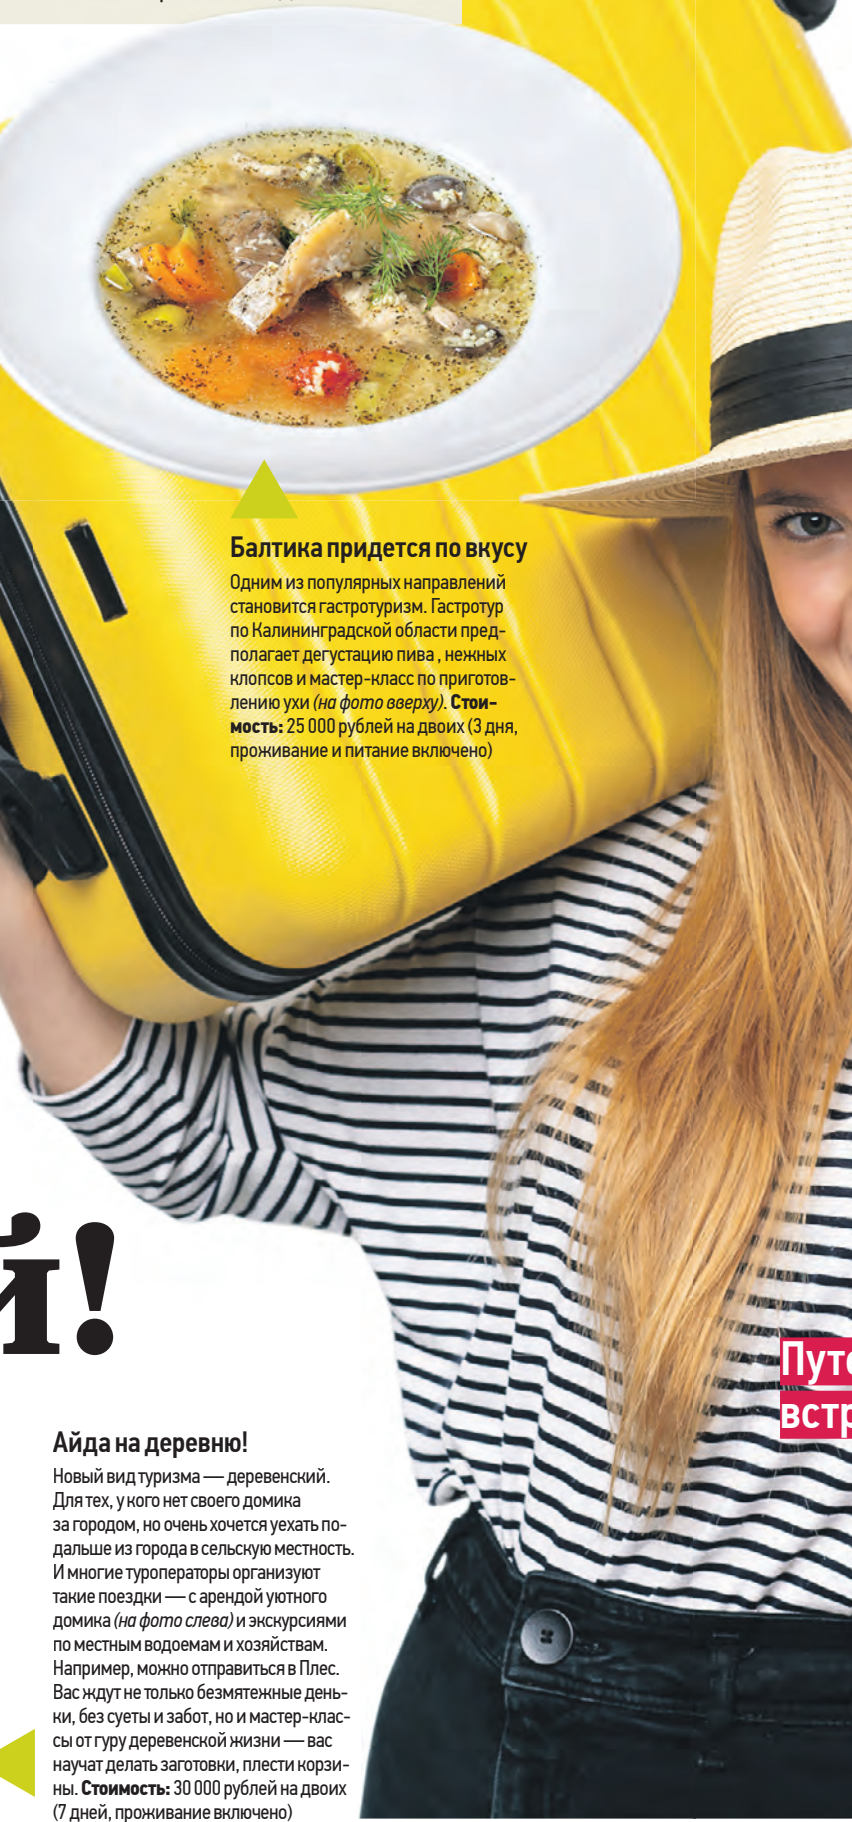 Балтика придется по вкусу
Одним из популярных направлений
становится гастротуризм. Гастротур
по Калининградской области пред-
полагает дегустацию пива , нежных
клопсов и мастер-класс по приготов-
лению ухи (на фото вверху). Стои-
мость: 25 000 рублей на двоих (3 дня,
проживание и питание включено)
й!
Путе
встр
Айда на деревню!
Новый вид туризма — деревенский.
Для тех, у кого нет своего домика
за городом, но очень хочется уехать по-
дальше из города в сельскую местность.
И многие туроператоры организуют
такие поездки — с арендой уютного
домика (на фото слева) и экскурсиями
по местным водоемам и хозяйствам.
Например, можно отправиться в Плес.
Вас ждут не только безмятежные день-
ки, без суеты и забот, но и мастер-клас-
сы от гуру деревенской жизни — вас
научат делать заготовки, плести корзи-
ны. Стоимость: 30 000 рублей на двоих
(7 дней, проживание включено)